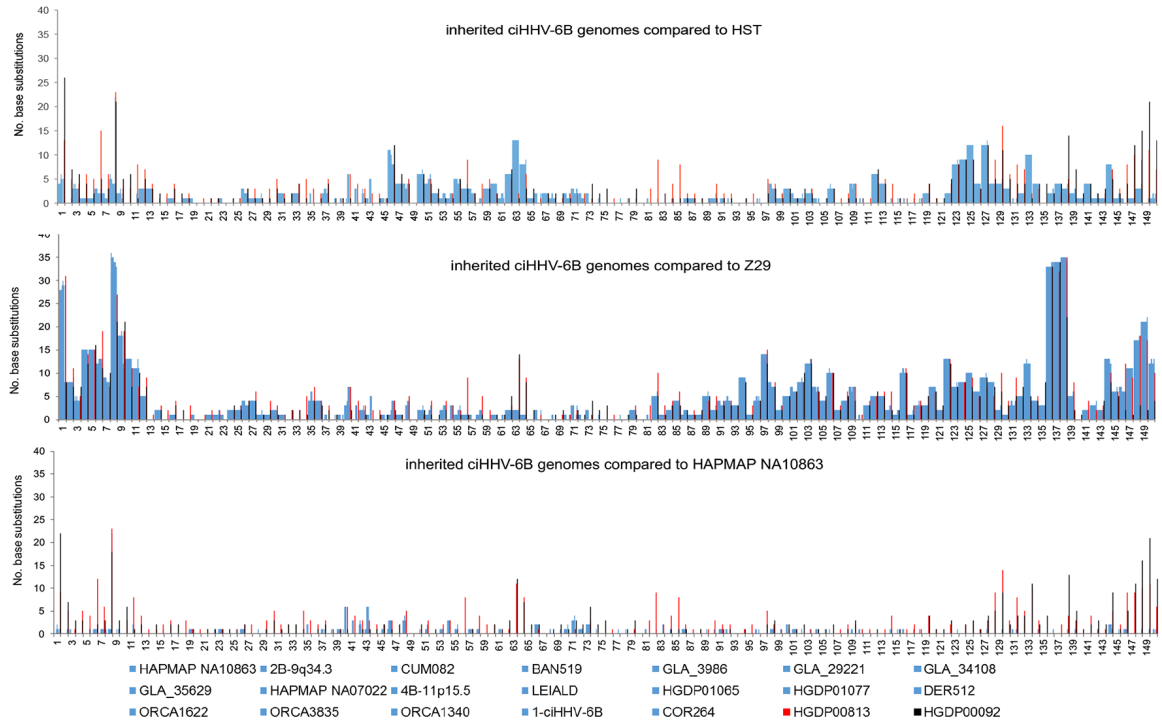 inherited ciHHV-6B genomes compared to HST
No. base substitutions
40
35
30
25
20
15
10
5
0
1 3 5 7 9 11 13 15 17 19 21 23 25 27 29 31 33 35 37 39 41 43 45 47 49 51 53 55 57 59 61 63 65 67 69 71 73 75 77 79 81 83 85 87 89 91 93 95 97 99 101 103 105 107 109 111 113 115 117 119 121 123 125 127 129 131 133 135 137 139 141 143 145 147 149
inherited ciHHV-6B genomes compared to Z29
No. base substitutions
35
30
25
20
15
10
5
0
1 3 5 7 9 11 13 15 17 19 21 23 25 27 29 31 33 35 37 39 41 43 45 47 49 51 53 55 57 59 61 63 65 67 69 71 73 75 77 79 81 83 85 87 89 91 93 95 97 99 101 103 105 107 109 111 113 115 117 119 121 123 125 127 129 131 133 135 137 139 141 143 145 147 149
inherited ciHHV-6B genomes compared to HAPMAP NA10863
No. base substitutions
40
35
30
25
20
15
10
5
0
1 3 5 7 9 11 13 15 17 19 21 23 25 27 29 31 33 35 37 39 41 43 45 47 49 51 53 55 57 59 61 63 65 67 69 71 73 75 77 79 81 83 85 87 89 91 93 95 97 99 101 103 105 107 109 111 113 115 117 119 121 123 125 127 129 131 133 135 137 139 141 143 145 147 149
HAPMAP NA10863 2B-9q34.3 CUM082 BAN519 GLA_3986 GLA_29221 GLA_34108
GLA_35629 HAPMAP NA07022 4B-11p15.5 LEIALD HGDP01065 HGDP01077 DER512
ORCA1622 ORCA3835 ORCA1340 1-ciHHV-6B COR264 HGDP00813 HGDP00092